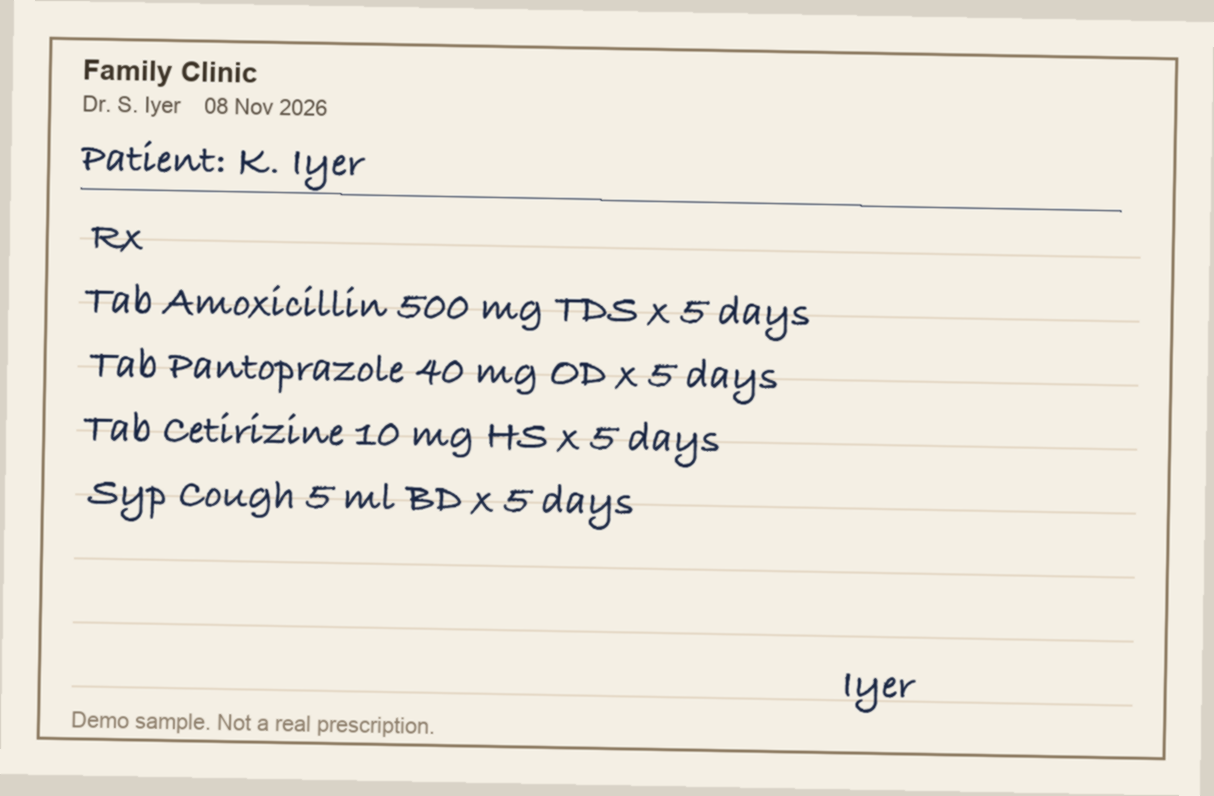 Family Clinic
Dr. S. Iyer 08 Nov 2026
Patient: K. Iyer
Rx
Tab Amoxicillin 500 mg TDS x 5 days
Tab Pantoprazole 40 mg OD x 5 days
Tab Cetirizine 10 mg HS x 5 days
Syp Cough 5 ml BD x 5 days
Iyer
Demo sample. Not a real prescription.